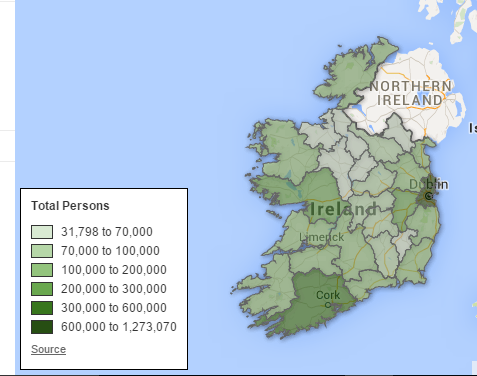 NORTHERN
IRELAND
Is
Dublin
Ireland
Limerick
Cork
Total Persons
31,798 to 70,000
70,000 to 100,000
100,000 to 200,000
200,000 to 300,000
300,000 to 600,000
600,000 to 1,273,070
Source